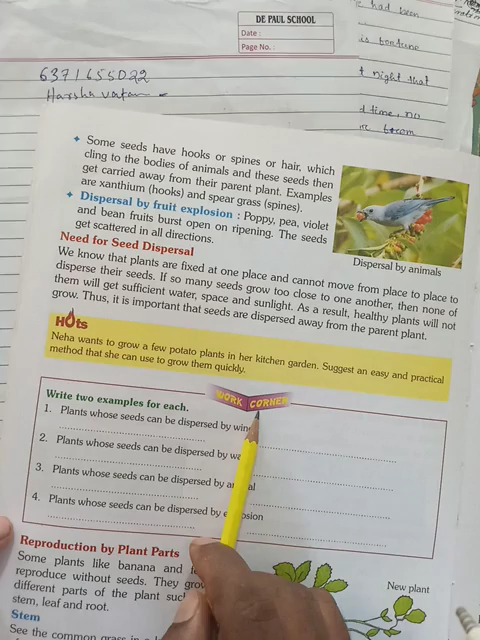 DE PAUL SCHOOL
Date :
Page No. :
had been
is
night that
time, no
6371655022
✦ Some seeds have hooks or spines or hair, which
cling to the bodies of animals and these seeds then
get carried away from their parent plant. Examples
are xanthium (hooks) and spear grass (spines).
✦ Dispersal by fruit explosion : Poppy, pea, violet
and bean fruits burst open on ripening. The seeds
get scattered in all directions.
Dispersal by animals
Need for Seed Dispersal
We know that plants are fixed at one place and cannot move from place to place to
disperse their seeds. If so many seeds grow too close to one another, then none of
them will get sufficient water, space and sunlight. As a result, healthy plants will not
grow. Thus, it is important that seeds are dispersed away from the parent plant.
HOts
Neha wants to grow a few potato plants in her kitchen garden. Suggest an easy and practical
method that she can use to grow them quickly.
WORK CORNER
Write two examples for each.
1. Plants whose seeds can be dispersed by win
2. Plants whose seeds can be dispersed by wa
3. Plants whose seeds can be dispersed by an al
4. Plants whose seeds can be dispersed by e osion
Reproduction by Plant Parts
Some plants like banana and
reproduce without seeds. They grow
different parts of the plant suc
stem, leaf and root.
New plant
Stem
See the common grass in a